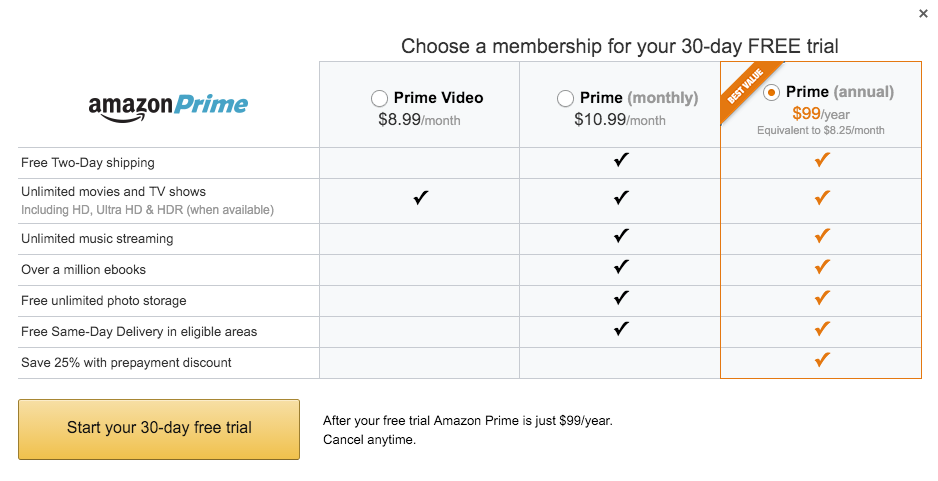 ×
Choose a membership for your 30-day FREE trial
amazonPrime
Prime Video
$8.99/month
Prime (monthly)
$10.99/month
BEST VALUE
Prime (annual)
$99/year
Equivalent to $8.25/month
Free Two-Day shipping
Unlimited movies and TV shows
Including HD, Ultra HD & HDR (when available)
Unlimited music streaming
Over a million ebooks
Free unlimited photo storage
Free Same-Day Delivery in eligible areas
Save 25% with prepayment discount
Start your 30-day free trial
After your free trial Amazon Prime is just $99/year.
Cancel anytime.